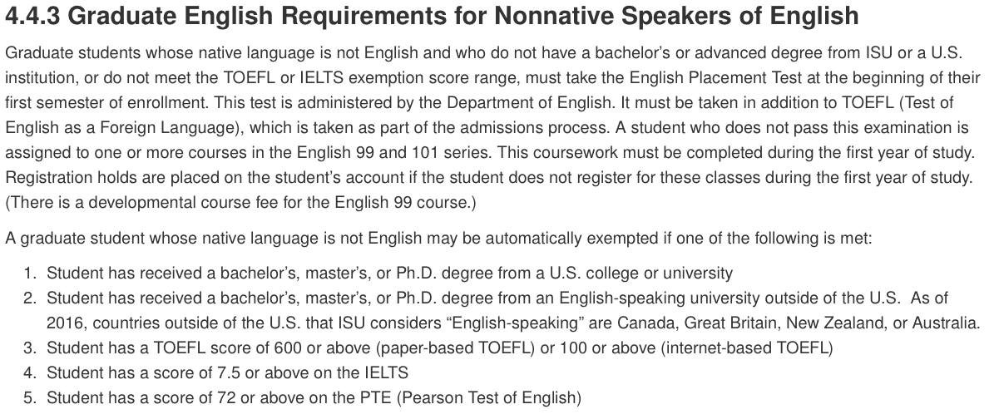 4.4.3 Graduate English Requirements for Nonnative Speakers of English
Graduate students whose native language is not English and who do not have a bachelor’s or advanced degree from ISU or a U.S.
institution, or do not meet the TOEFL or IELTS exemption score range, must take the English Placement Test at the beginning of their
first semester of enrollment. This test is administered by the Department of English. It must be taken in addition to TOEFL (Test of
English as a Foreign Language), which is taken as part of the admissions process. A student who does not pass this examination is
assigned to one or more courses in the English 99 and 101 series. This coursework must be completed during the first year of study.
Registration holds are placed on the student’s account if the student does not register for these classes during the first year of study.
(There is a developmental course fee for the English 99 course.)
A graduate student whose native language is not English may be automatically exempted if one of the following is met:
1. Student has received a bachelor’s, master’s, or Ph.D. degree from a U.S. college or university
2. Student has received a bachelor’s, master’s, or Ph.D. degree from an English-speaking university outside of the U.S. As of
2016, countries outside of the U.S. that ISU considers “English-speaking” are Canada, Great Britain, New Zealand, or Australia.
3. Student has a TOEFL score of 600 or above (paper-based TOEFL) or 100 or above (internet-based TOEFL)
4. Student has a score of 7.5 or above on the IELTS
5. Student has a score of 72 or above on the PTE (Pearson Test of English)